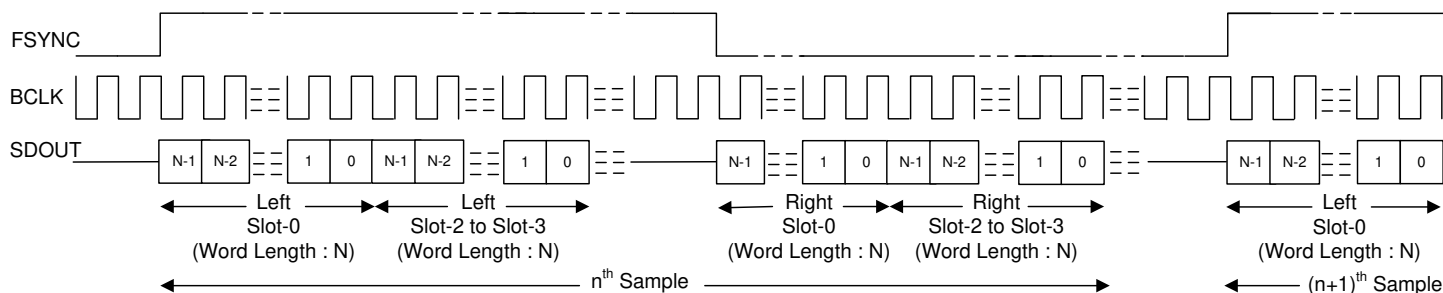 FSYNC
BCLK
SDOUT
N-1 N-2 1 0 N-1 N-2 1 0 N-1 1 0 N-1 N-2 1 0 N-1 N-2 1 0
Left Left Right Right Left
Slot-0 Slot-2 to Slot-3 Slot-0 Slot-2 to Slot-3 Slot-0
(Word Length : N) (Word Length : N) (Word Length : N) (Word Length : N) (Word Length : N)
nth Sample (n+1)th Sample